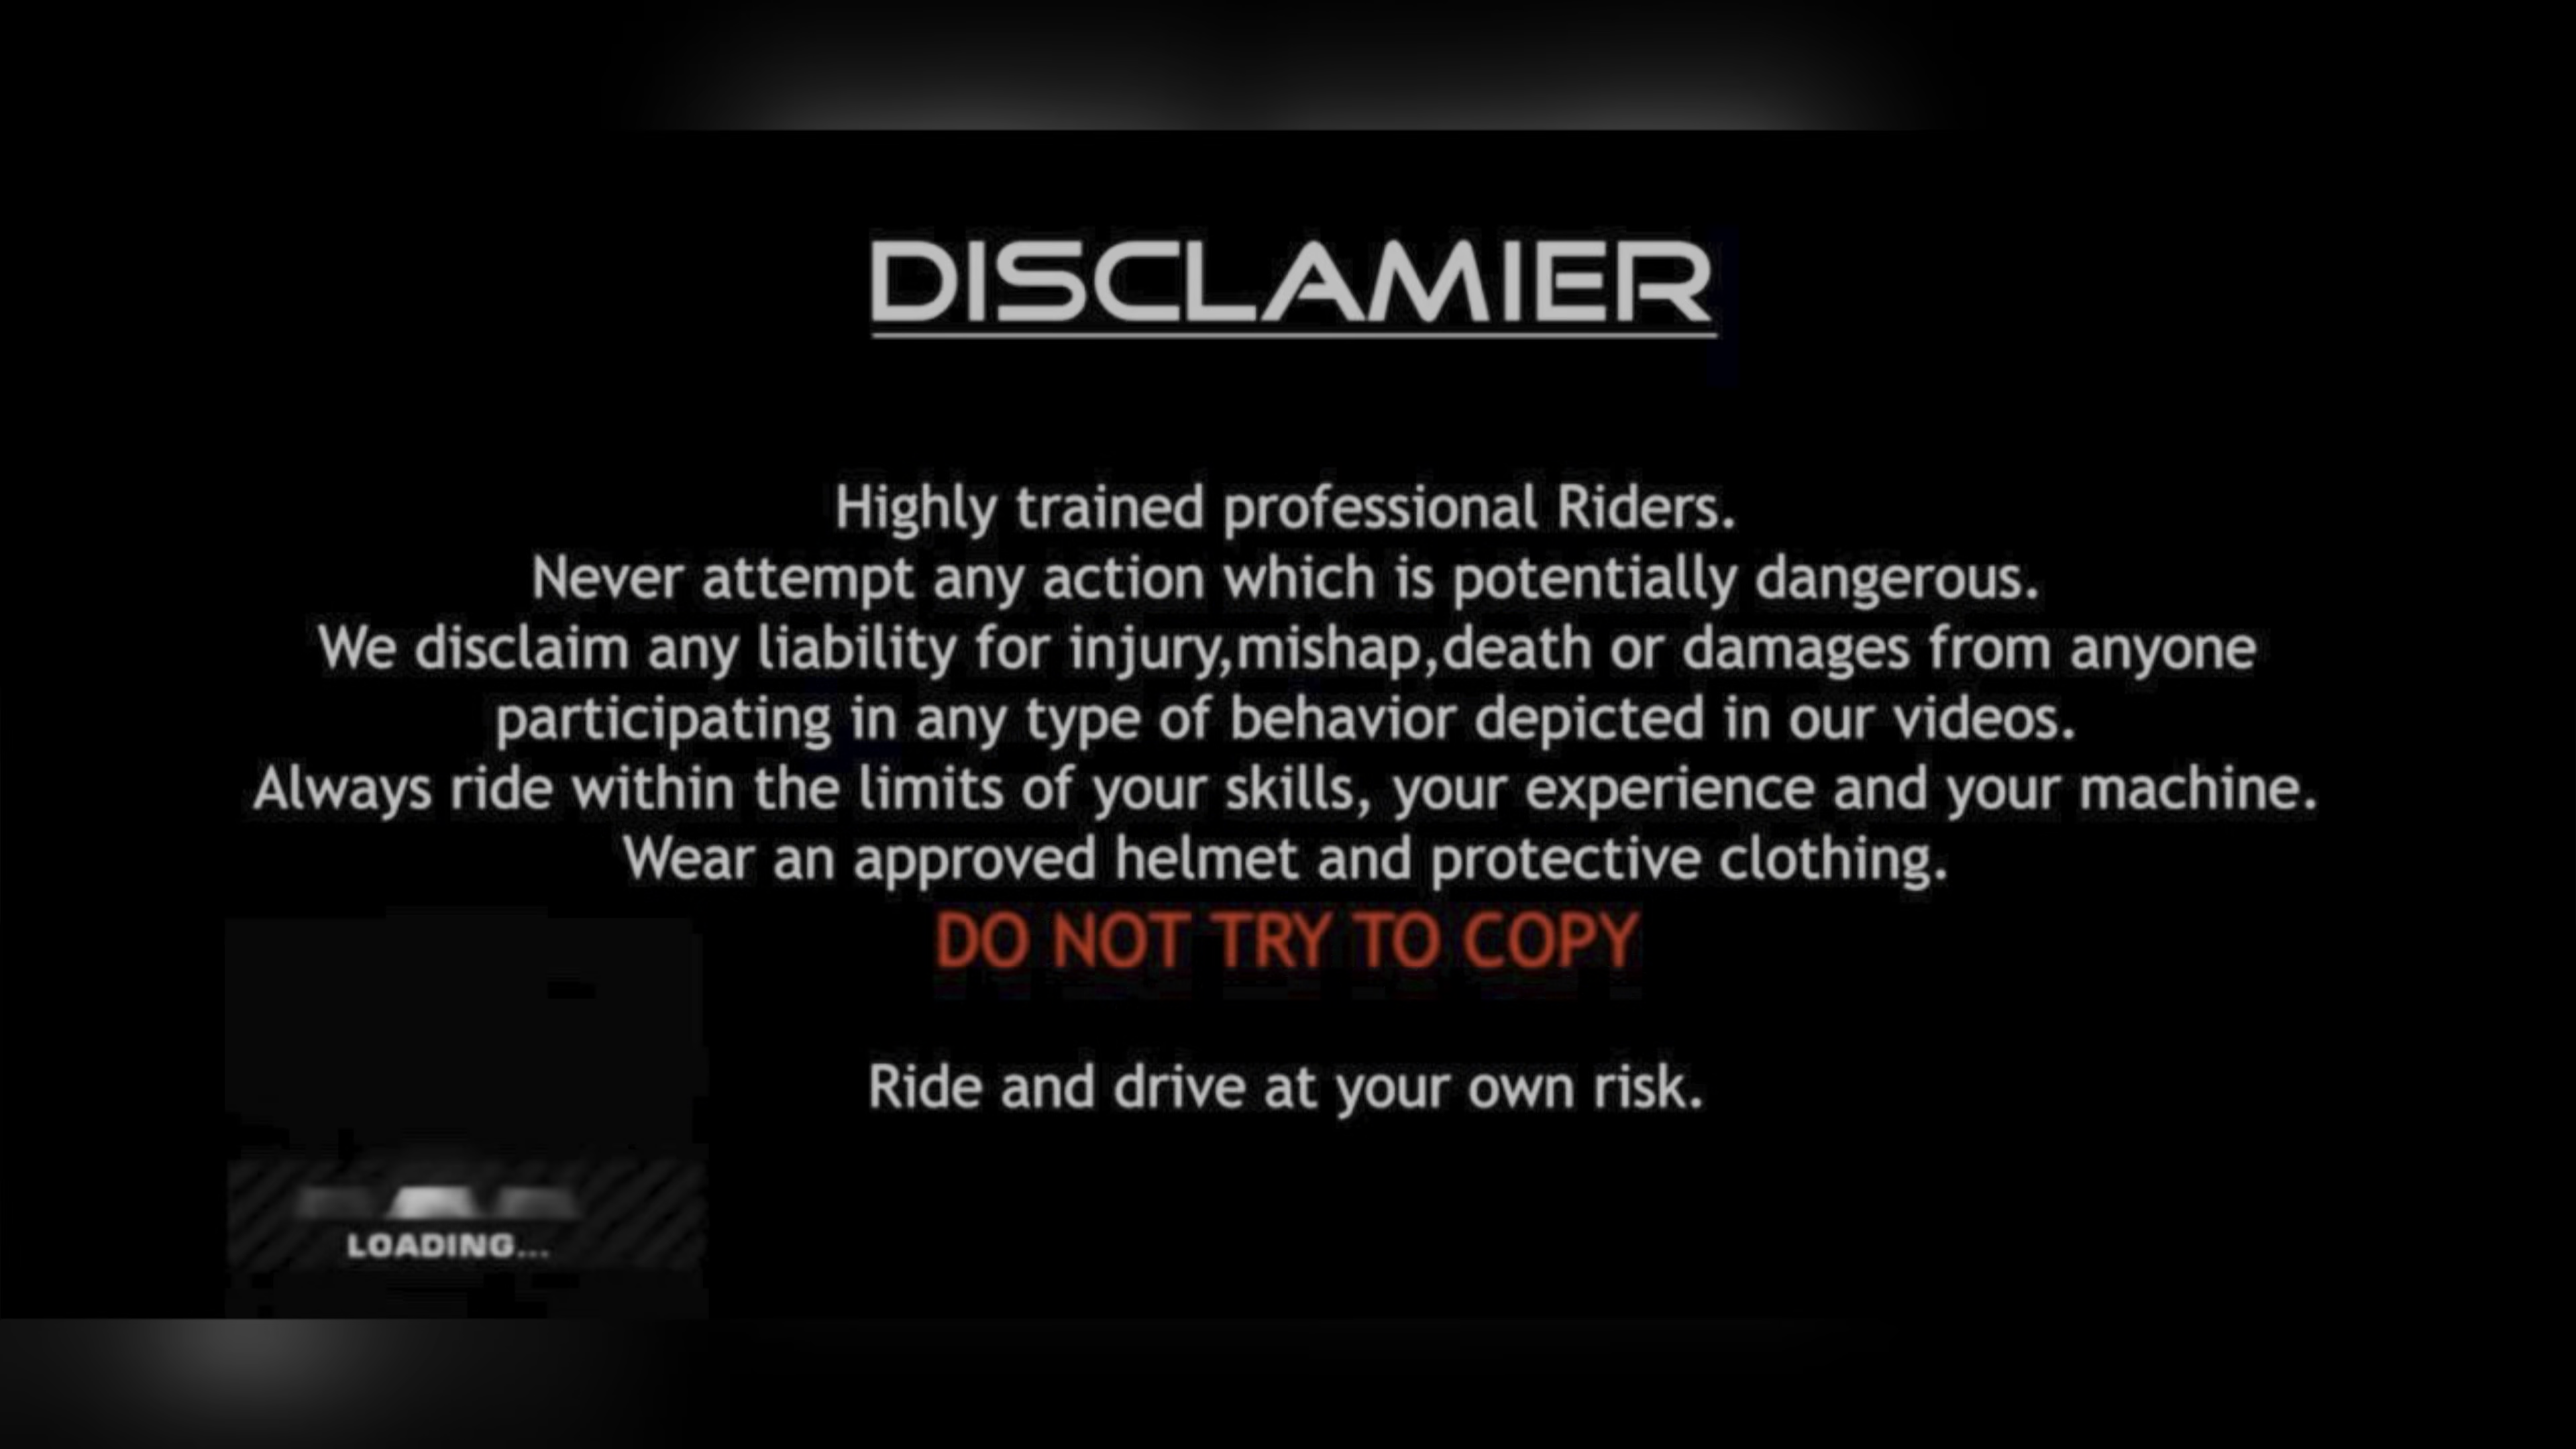 DISCLAMIER
Highly trained professional Riders.
Never attempt any action which is potentially dangerous.
We disclaim any liability for injury,mishap,death or damages from anyone
participating in any type of behavior depicted in our videos.
Always ride within the limits of your skills, your experience and your machine.
Wear an approved helmet and protective clothing.
DO NOT TRY TO COPY
Ride and drive at your own risk.
LOADING...